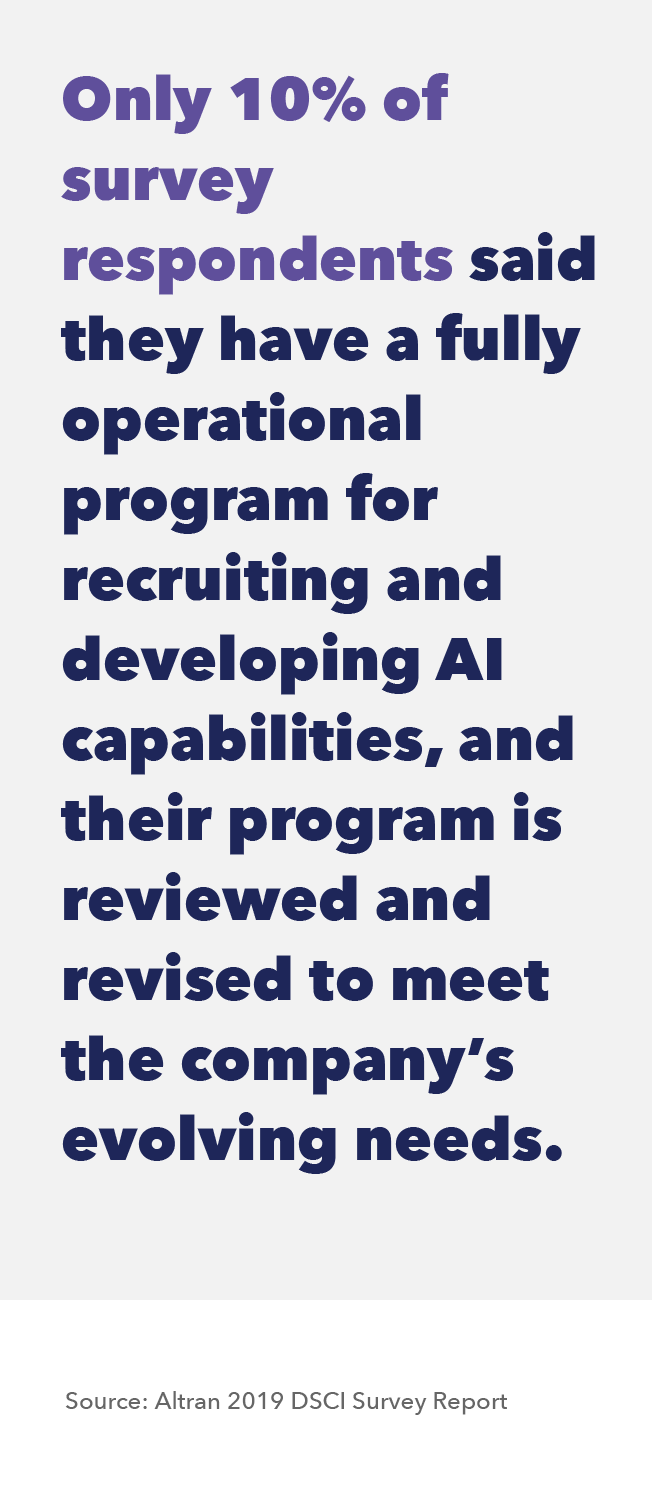 Only 10% of
survey
respondents said
they have a fully
operational
program for
recruiting and
developing AI
capabilities, and
their program is
reviewed and
revised to meet
the company’s
evolving needs.
Source: Altran 2019 DSCI Survey Report